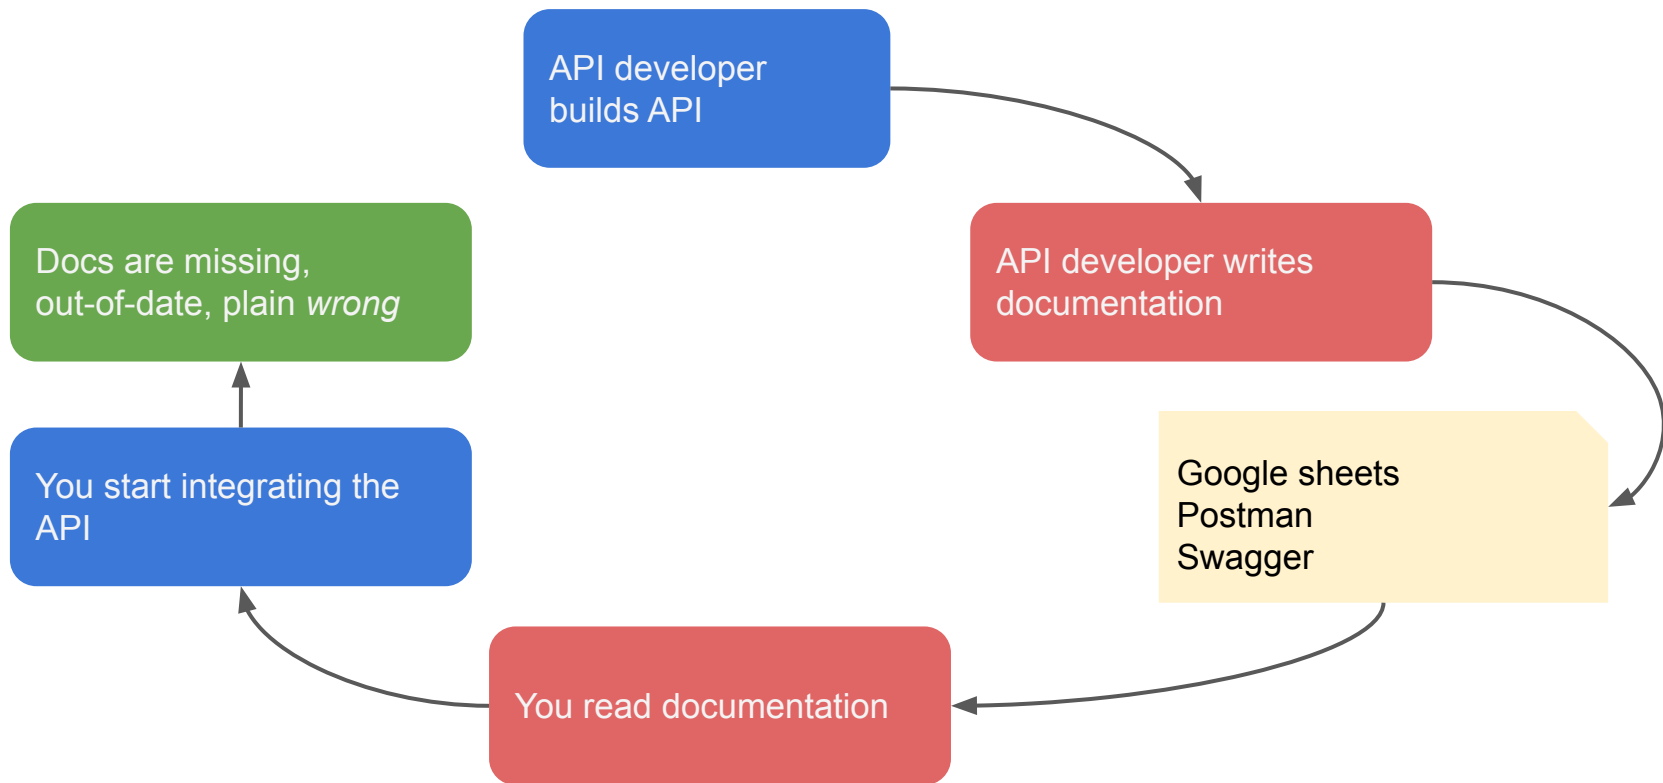 API developer
builds API
API developer writes
documentation
Google sheets
Postman
Swagger
You read documentation
You start integrating the
API
Docs are missing,
out-of-date, plain wrong